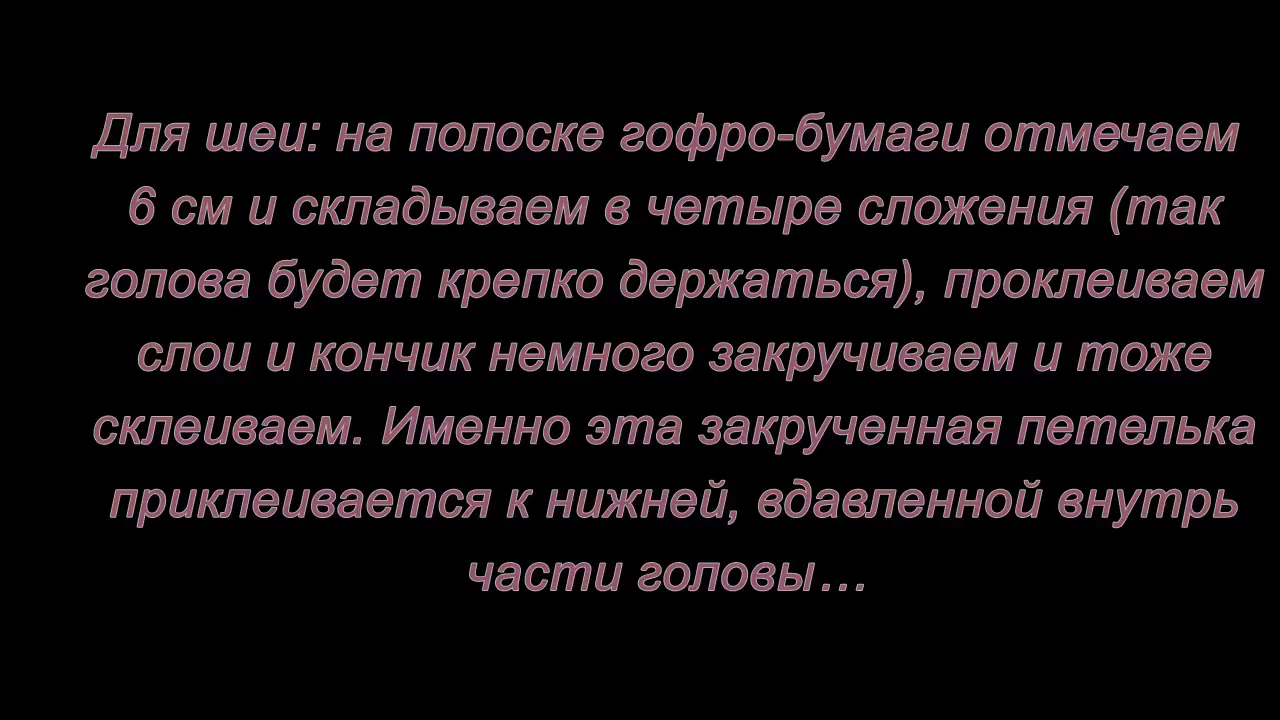 Для шеи: на полоске гофро-бумаги отмечаем
6 см и складываем в четыре сложения (так
голова будет крепко держаться), проклеиваем
слои и кончик немного закручиваем и тоже
склеиваем. Именно эта закрученная петелька
приклеивается к нижней, вдавленной внутрь
части головы…